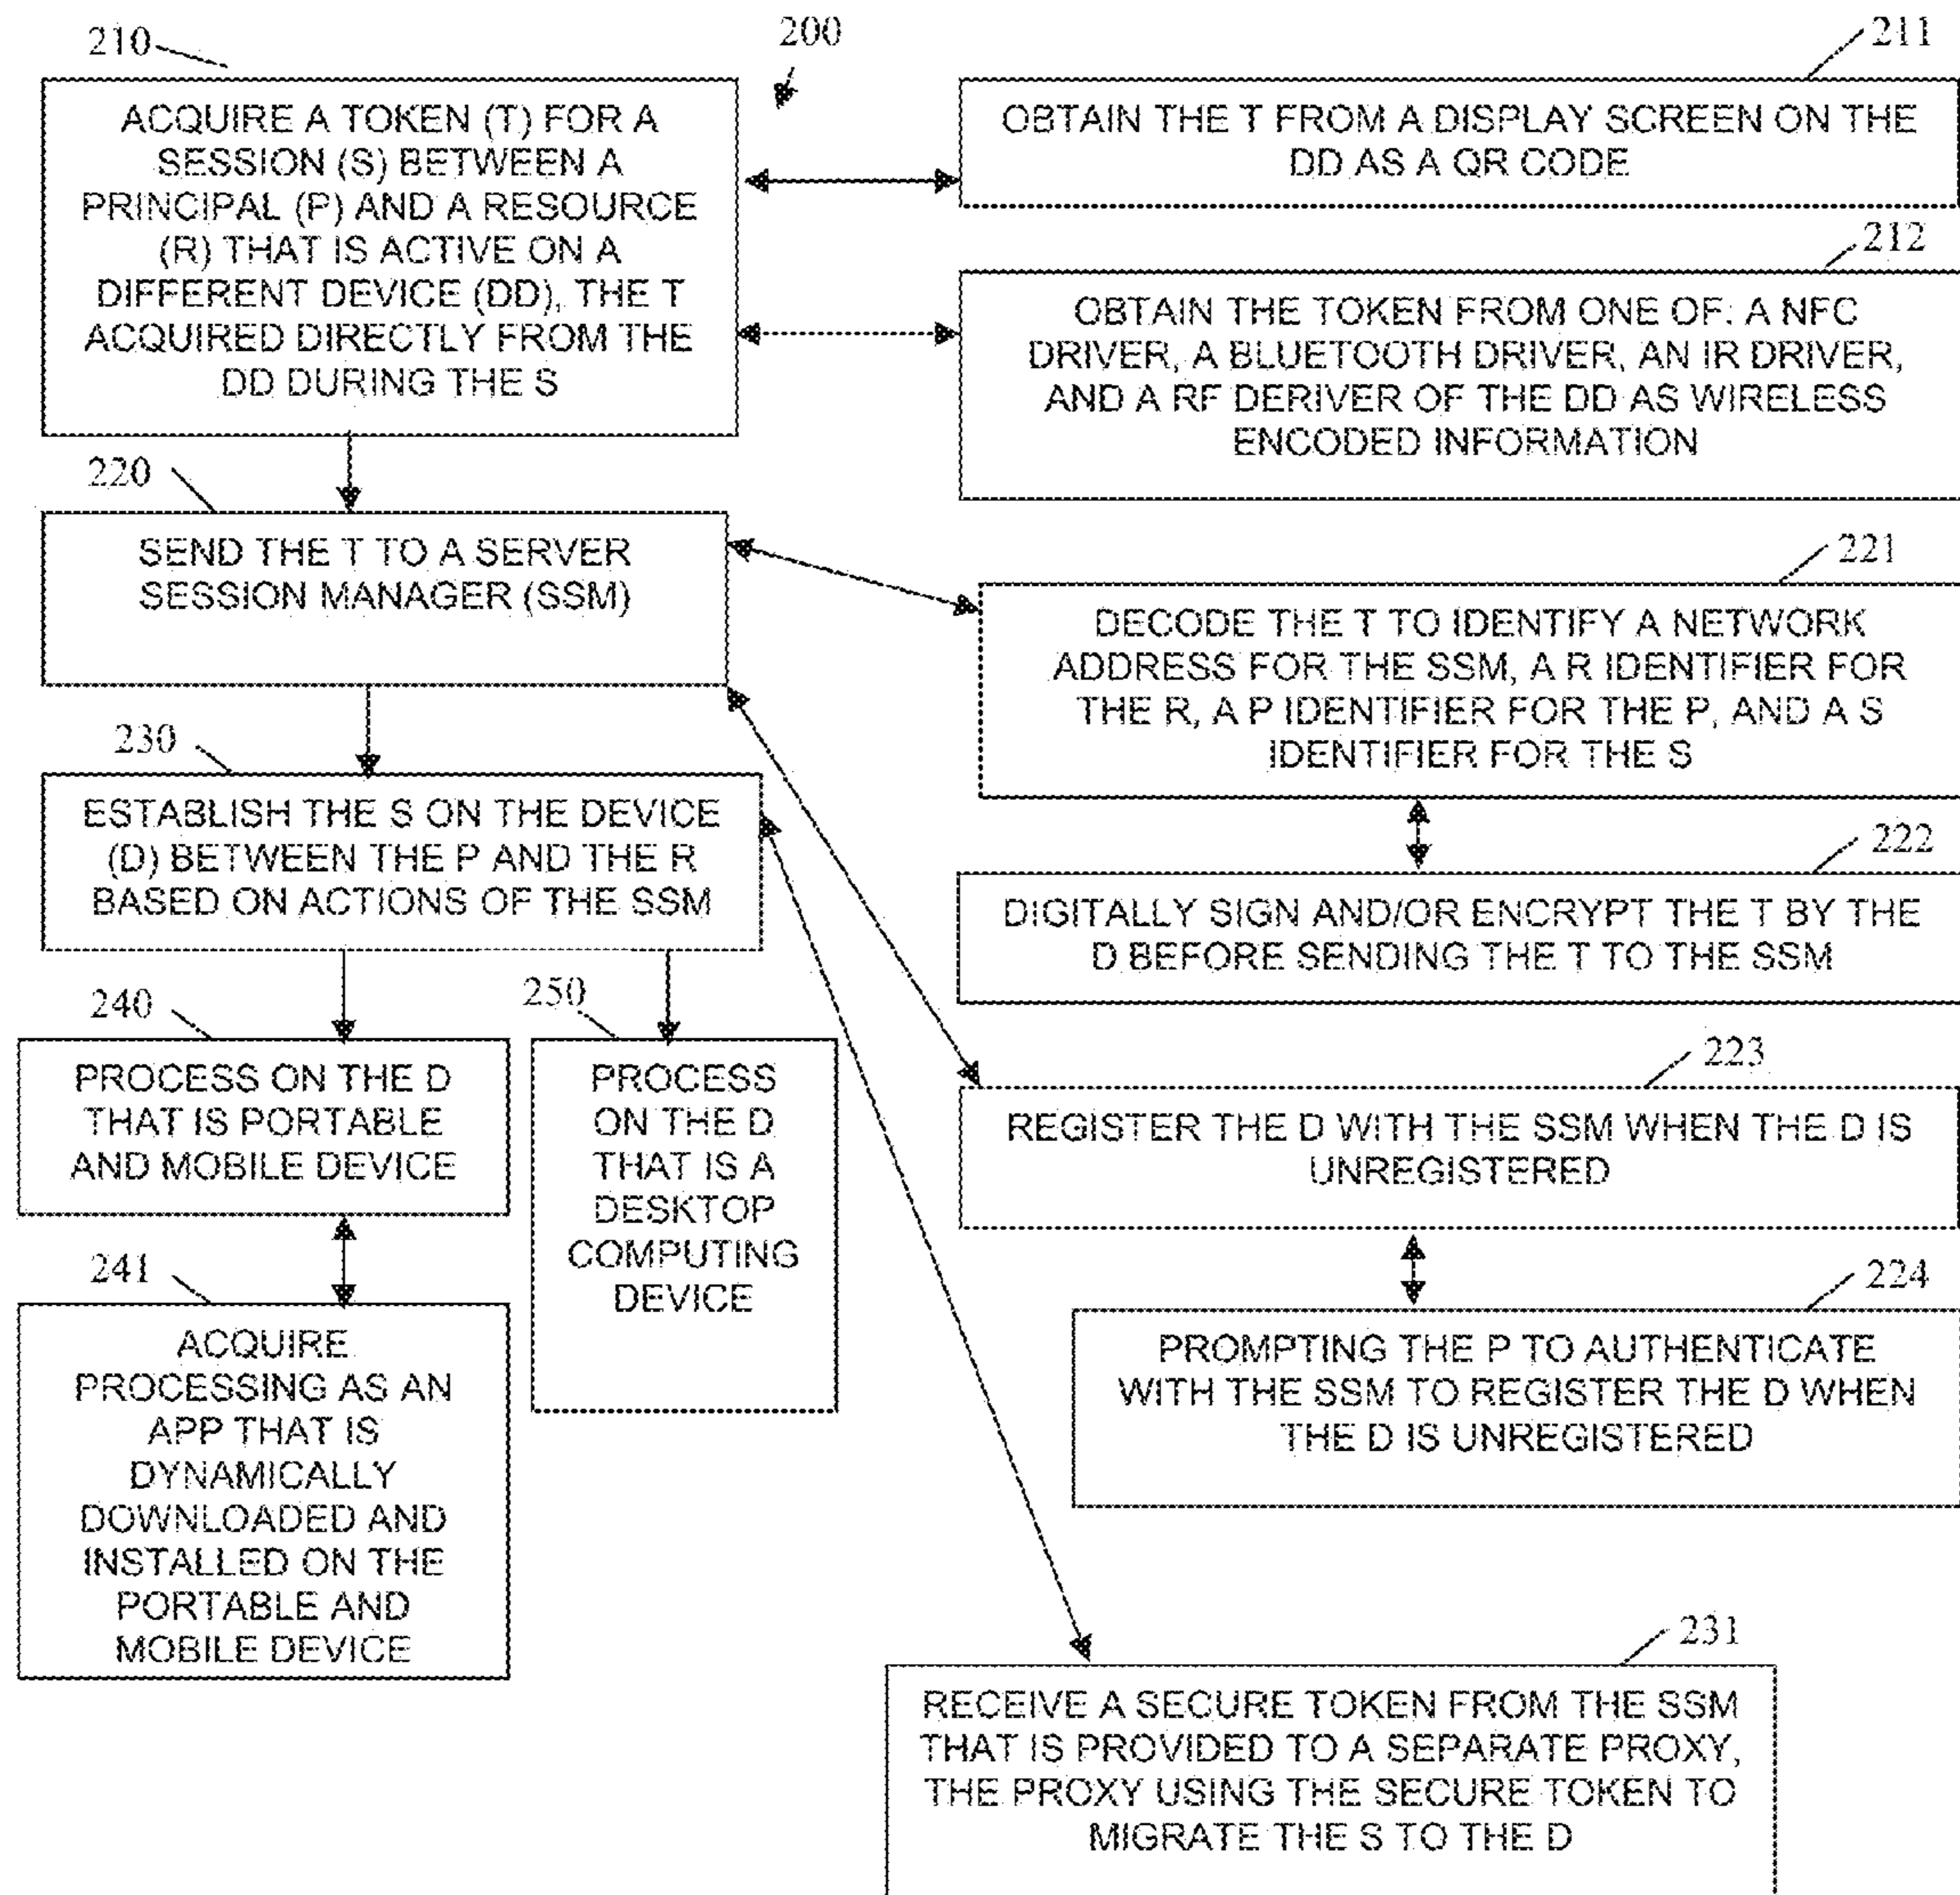 200
210
ACQUIRE A TOKEN (T) FOR A
SESSION (S) BETWEEN A
PRINCIPAL (P) AND A RESOURCE
(R) THAT IS ACTIVE ON A
DIFFERENT DEVICE (DD), THE T
ACQUIRED DIRECTLY FROM THE
DD DURING THE S
211
OBTAIN THE T FROM A DISPLAY SCREEN ON THE
DD AS A QR CODE
212
OBTAIN THE TOKEN FROM ONE OF: A NFC
DRIVER, A BLUETOOTH DRIVER, AN IR DRIVER,
AND A RF DERIVER OF THE DD AS WIRELESS
ENCODED INFORMATION
220
SEND THE T TO A SERVER
SESSION MANAGER (SSM)
221
DECODE THE T TO IDENTIFY A NETWORK
ADDRESS FOR THE SSM, A R IDENTIFIER FOR
THE R, A P IDENTIFIER FOR THE P, AND A S
IDENTIFIER FOR THE S
222
DIGITALLY SIGN AND/OR ENCRYPT THE T BY THE
D BEFORE SENDING THE T TO THE SSM
223
REGISTER THE D WITH THE SSM WHEN THE D IS
UNREGISTERED
224
PROMPTING THE P TO AUTHENTICATE
WITH THE SSM TO REGISTER THE D WHEN
THE D IS UNREGISTERED
230
ESTABLISH THE S ON THE DEVICE
(D) BETWEEN THE P AND THE R
BASED ON ACTIONS OF THE SSM
231
RECEIVE A SECURE TOKEN FROM THE SSM
THAT IS PROVIDED TO A SEPARATE PROXY,
THE PROXY USING THE SECURE TOKEN TO
MIGRATE THE S TO THE D
240
PROCESS ON THE D
THAT IS PORTABLE
AND MOBILE DEVICE
241
ACQUIRE
PROCESSING AS AN
APP THAT IS
DYNAMICALLY
DOWNLOADED AND
INSTALLED ON THE
PORTABLE AND
MOBILE DEVICE
250
PROCESS
ON THE D
THAT IS A
DESKTOP
COMPUTING
DEVICE